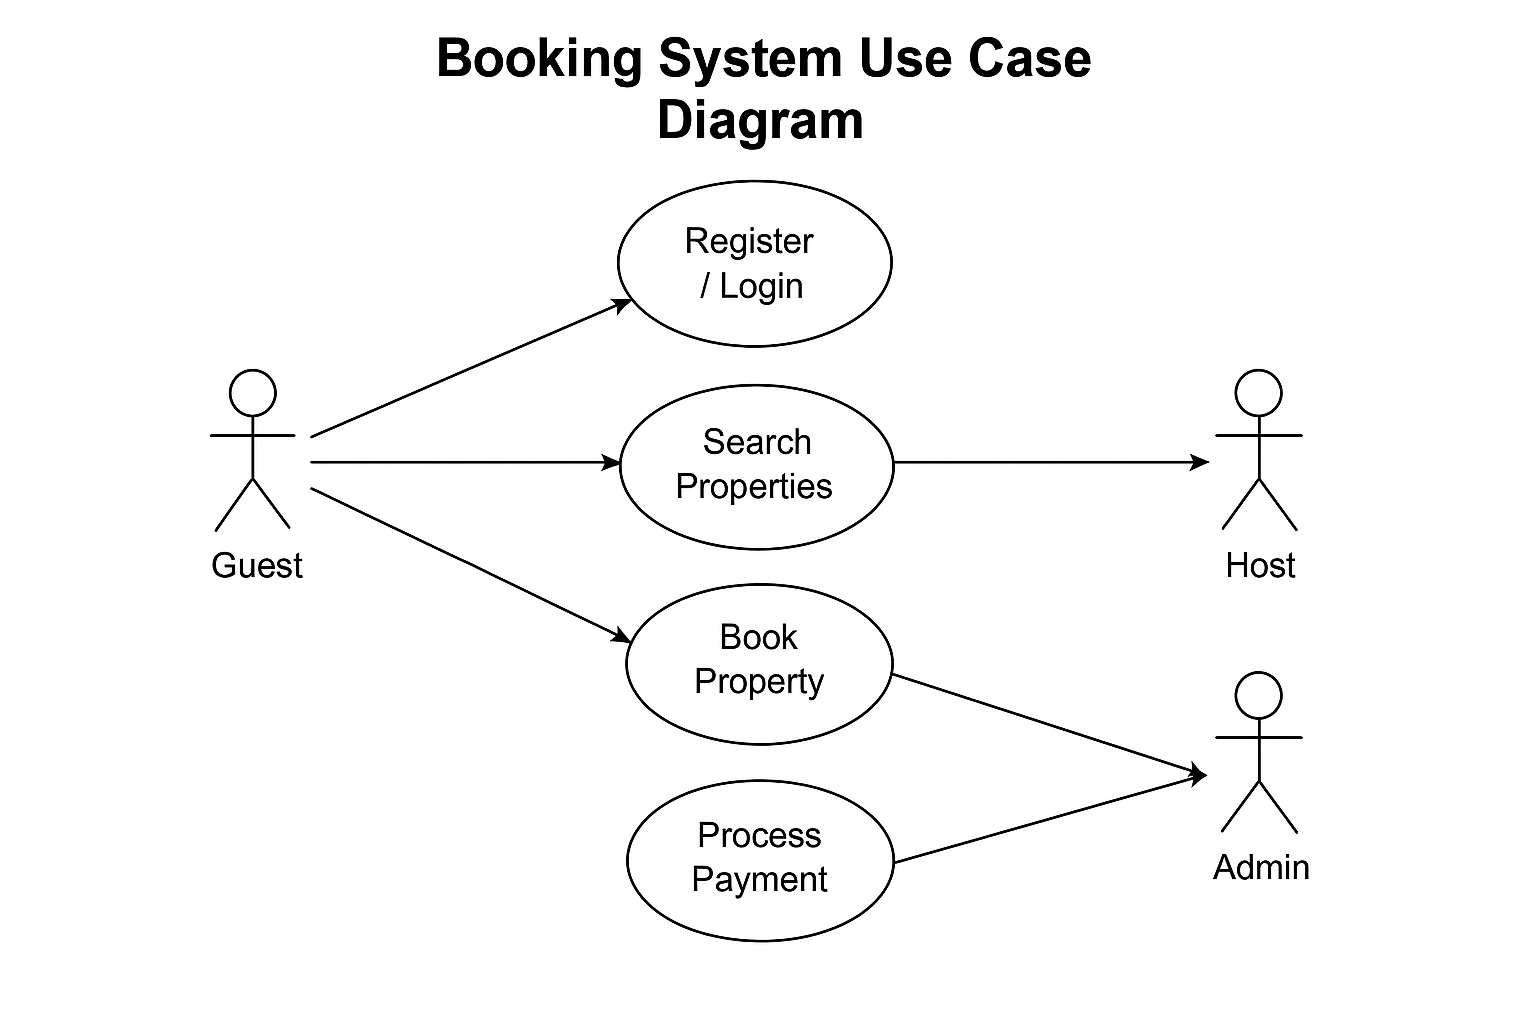 Booking System Use Case
Diagram
Register
/ Login
Search
Properties
Guest
Host
Book
Property
Process
Payment
Admin